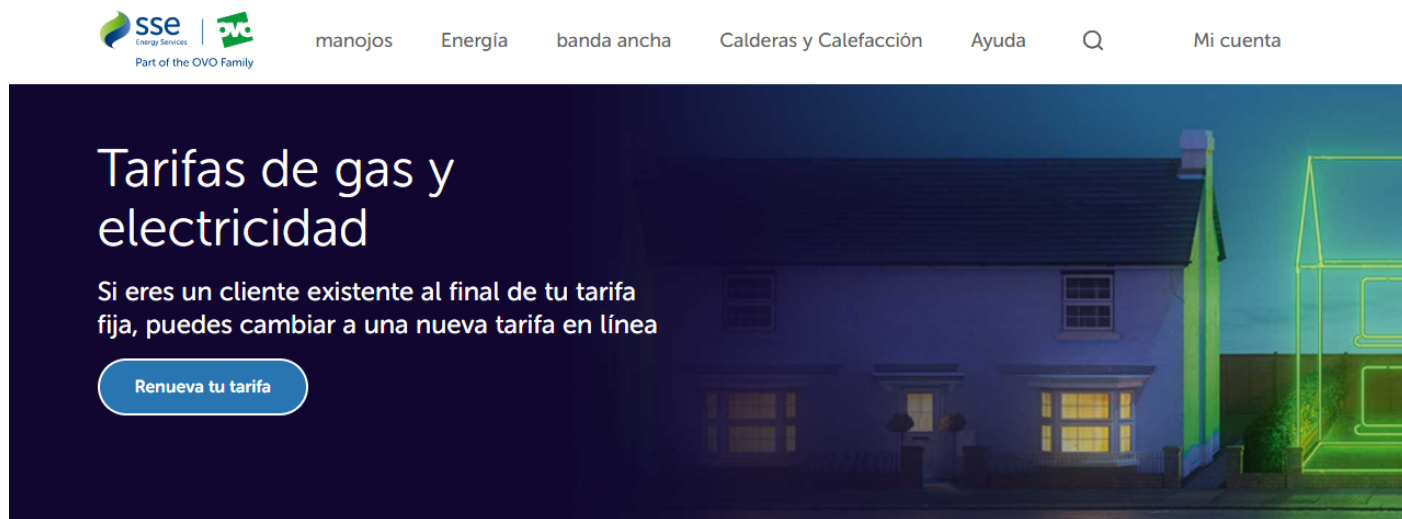 sse
Energy Services
ovo
Part of the OVO Family
manojos Energía banda ancha Calderas y Calefacción Ayuda Mi cuenta
Tarifas de gas y
electricidad
Si eres un cliente existente al final de tu tarifa
fija, puedes cambiar a una nueva tarifa en línea
Renueva tu tarifa